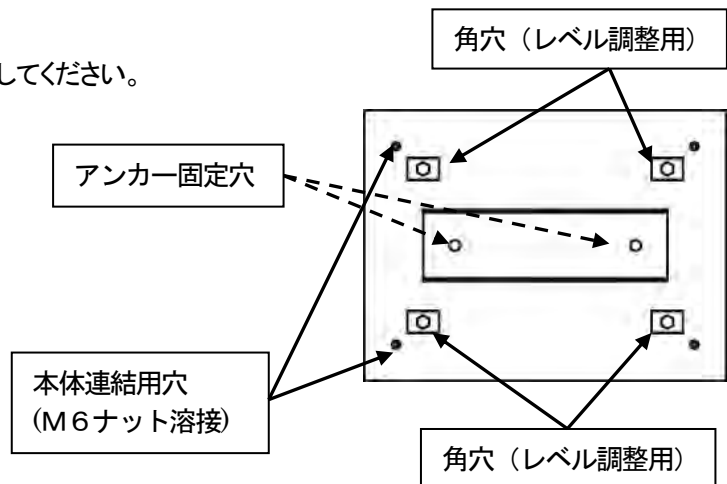 角穴（レベル調整用）
してください。
アンカー固定穴
本体連結用穴
(Ｍ６ナット溶接)
角穴（レベル調整用）